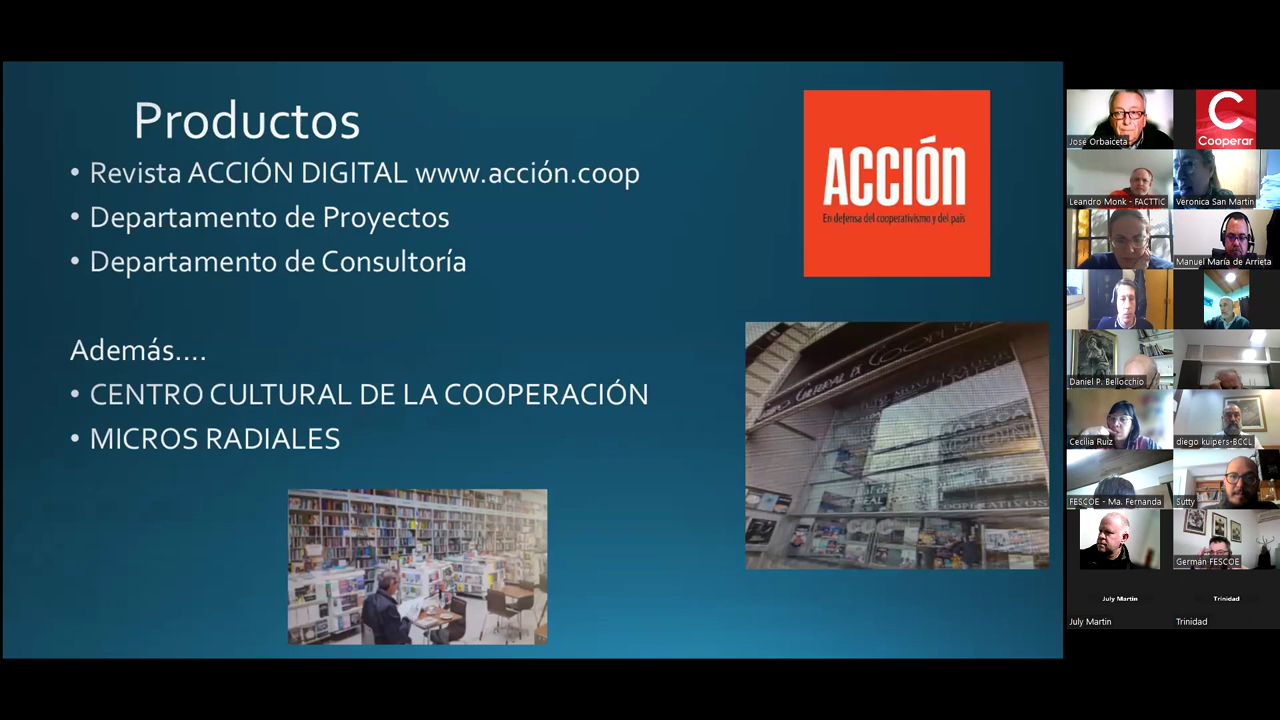 Productos
• Revista ACCIÓN DIGITAL www.acción.coop
• Departamento de Proyectos
• Departamento de Consultoría
Además....
• CENTRO CULTURAL DE LA COOPERACIÓN
• MICROS RADIALES
ACCIÓN
En defensa del cooperativismo y del país
José Orbaiceta
C
Cooperar
Leandro Monk - FACTTIC
Verónica San Martín
Manuel María de Arrieta
Daniel P. Bellocchio
Cecilia Ruiz
diego kuipers-BCCL
FESCOE - Ma. Fernanda
Sutty
Germán FESCOE
July Martin
Trinidad
July Martin
Trinidad